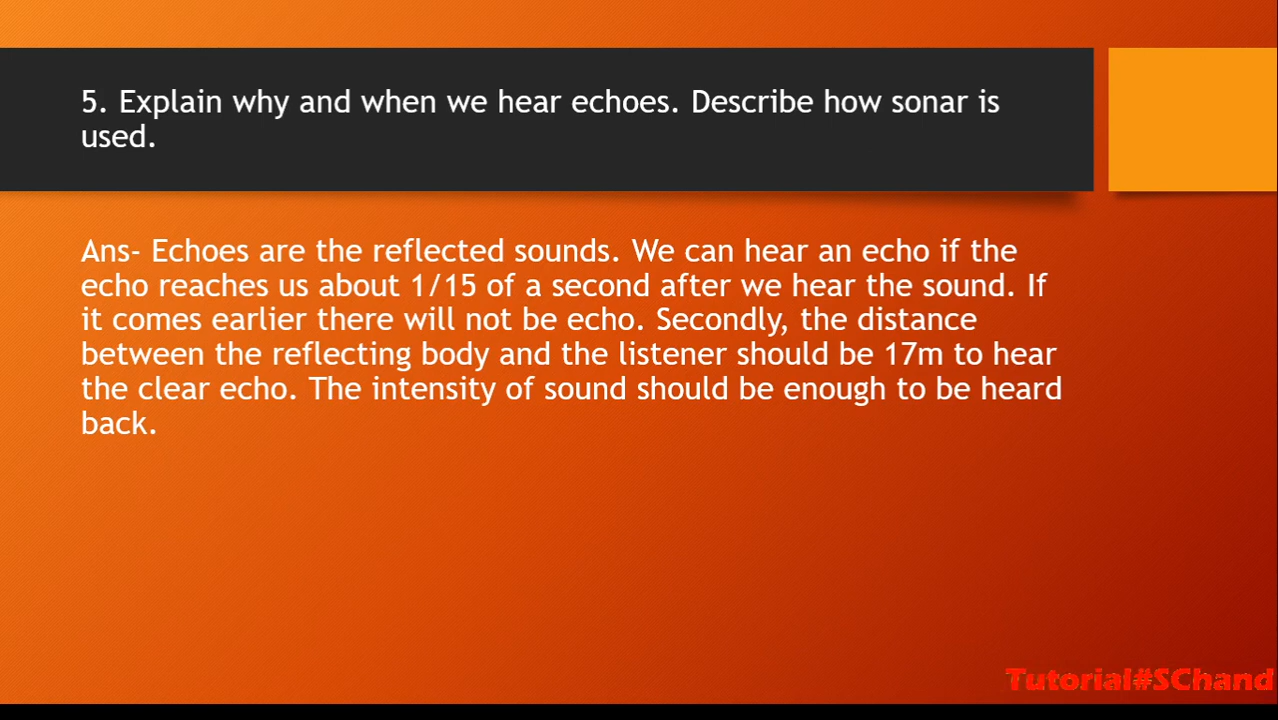 5. Explain why and when we hear echoes. Describe how sonar is
used.
Ans- Echoes are the reflected sounds. We can hear an echo if the
echo reaches us about 1/15 of a second after we hear the sound. If
it comes earlier there will not be echo. Secondly, the distance
between the reflecting body and the listener should be 17m to hear
the clear echo. The intensity of sound should be enough to be heard
back.
Tutorial#SChand